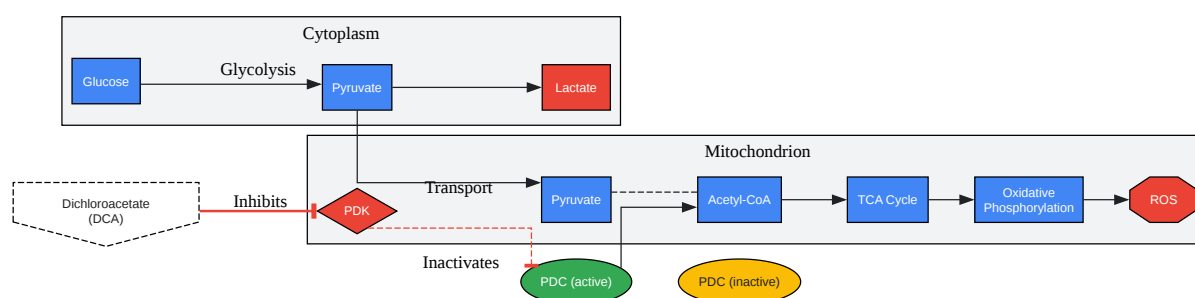 Cytoplasm
Glycolysis
Glucose
Pyruvate
Lactate
Mitochondrion
Transport
Inhibits
Dichloroacetate
(DCA)
PDK
Pyruvate
Acetyl-CoA
TCA Cycle
Oxidative
Phosphorylation
ROS
Inactivates
PDC (active)
PDC (inactive)